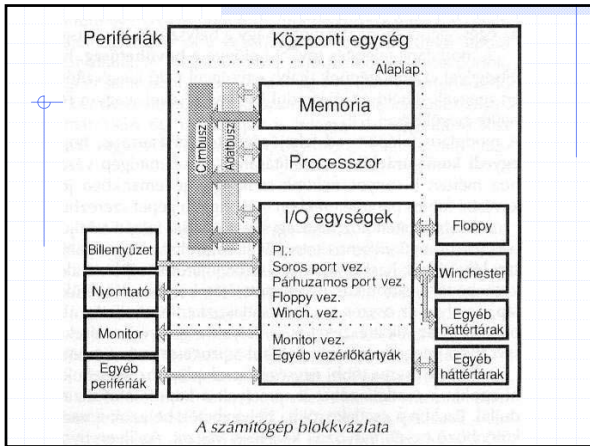 Perifériák
Központi egység
Alaplap
Címbusz
Adatbusz
Memória
Processzor
I/O egységek
Pl.:
Soros port vez.
Párhuzamos port vez.
Floppy vez.
Winch. vez.
Monitor vez.
Egyéb vezérlőkártyák
Billentyűzet
Nyomtató
Monitor
Egyéb
perifériák
Floppy
Winchester
Egyéb
háttértárak
Egyéb
háttértárak
A számítógép blokkvázlata